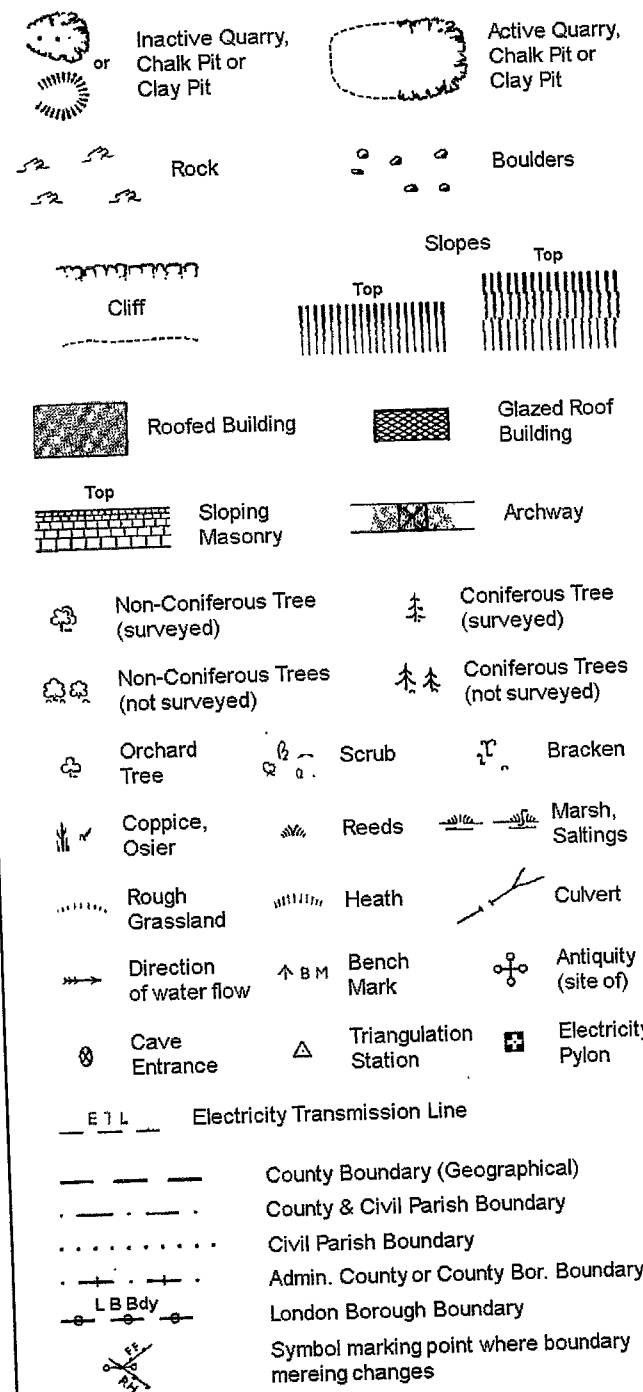 or
Inactive Quarry,
Chalk Pit or
Clay Pit
Active Quarry,
Chalk Pit or
Clay Pit
Rock
Boulders
Cliff
Slopes
Top
Top
Roofed Building
Glazed Roof
Building
Top
Sloping
Masonry
Archway
Non-Coniferous Tree
(surveyed)
Coniferous Tree
(surveyed)
Non-Coniferous Trees
(not surveyed)
Coniferous Trees
(not surveyed)
Orchard
Tree
Scrub
Bracken
Coppice,
Osier
Reeds
Marsh,
Saltings
Rough
Grassland
Heath
Culvert
Direction
of water flow
B M
Bench
Mark
Antiquity
(site of)
Cave
Entrance
Triangulation
Station
Electricity
Pylon
E T L
Electricity Transmission Line
County Boundary (Geographical)
County & Civil Parish Boundary
Civil Parish Boundary
Admin. County or County Bor. Boundary
L B Bdy
London Borough Boundary
FF
RH
Symbol marking point where boundary
mereing changes